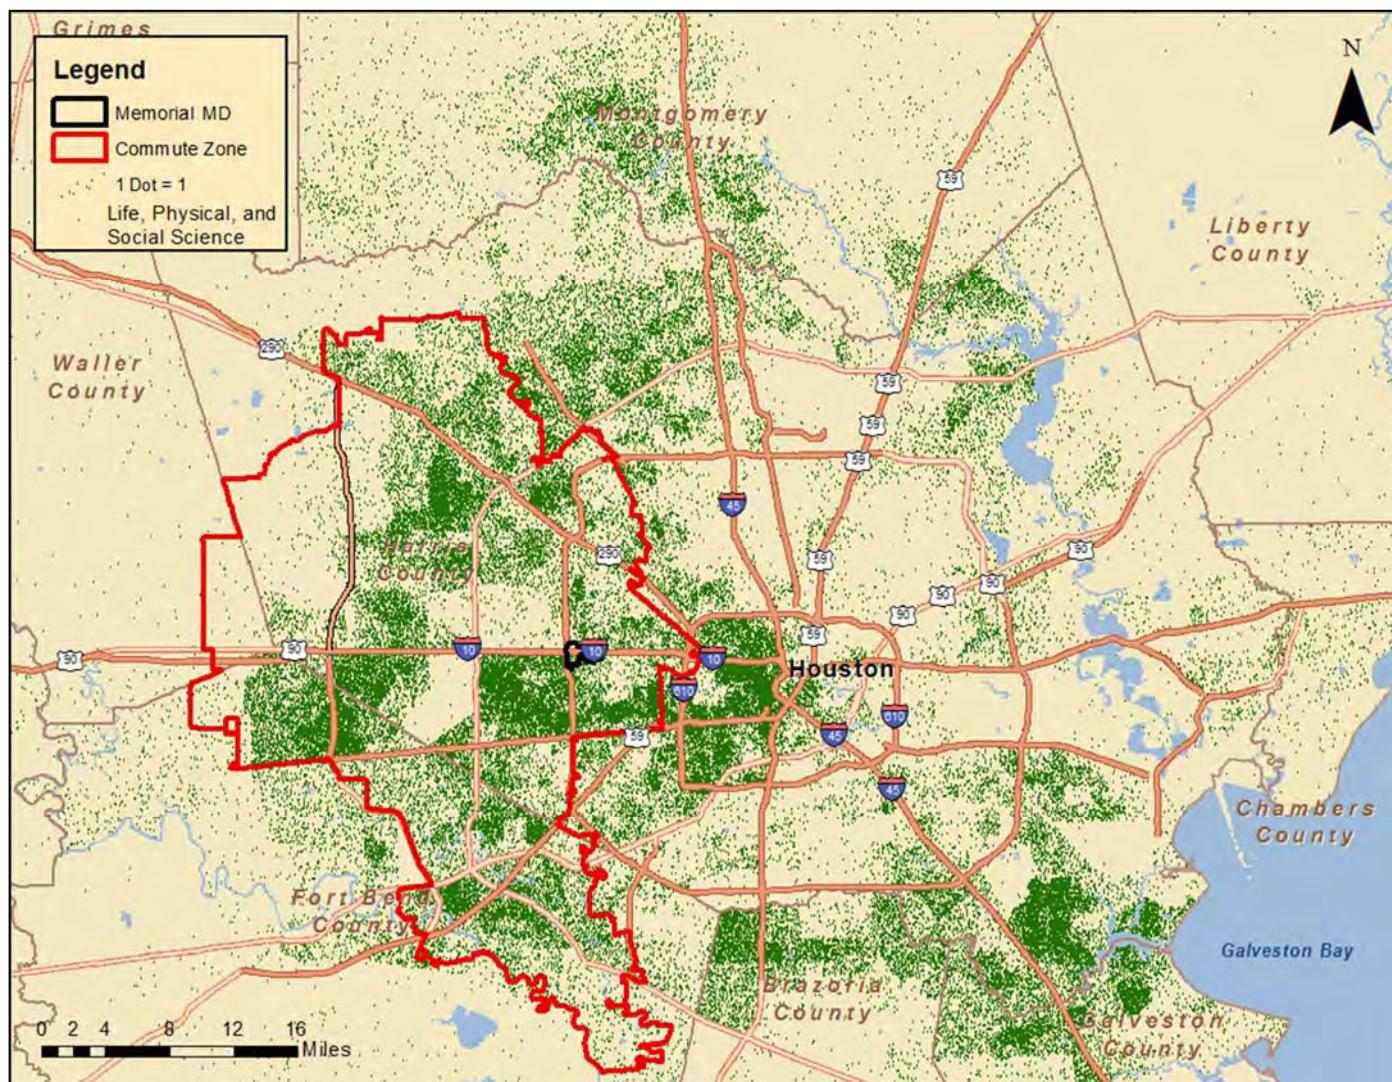 Grimes
Legend
Memorial MD
Commute Zone
1 Dot = 1
Life, Physical, and
Social Science
N
Montgomery
County
59
Liberty
County
290
Waller
County
59
59
59
45
Harris
County
290
59
90
90
90
90
90
90
10
10
10
59
Houston
610
59
45
610
45
Chambers
County
Fort Bend
County
Galveston Bay
Brazoria
County
Galveston
County
0 2 4 8 12 16
Miles